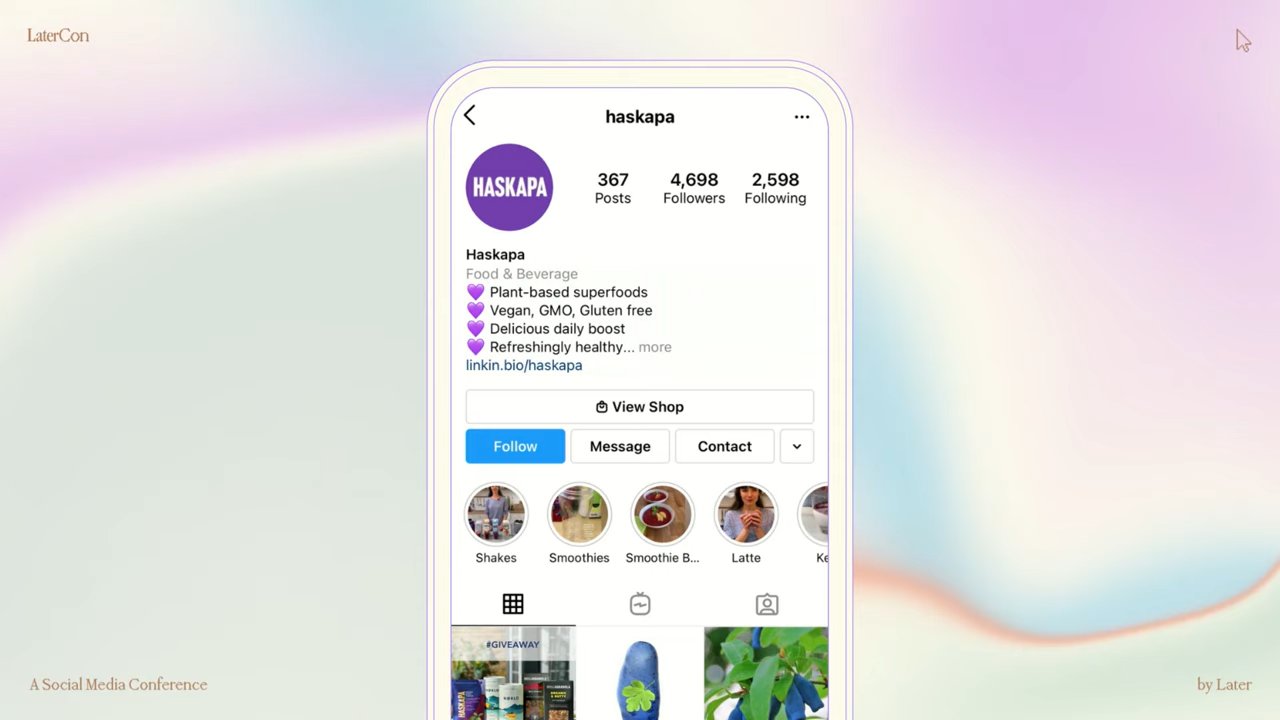 LaterCon
haskapa
HASKAPA
367 4,698 2,598
Posts Followers Following
Haskapa
Food & Beverage
💜 Plant-based superfoods
💜 Vegan, GMO, Gluten free
💜 Delicious daily boost
💜 Refreshingly healthy... more
linkin.bio/haskapa
View Shop
Follow Message Contact
Shakes Smoothies Smoothie B... Latte Ke
#GIVEAWAY
HASKAPA
A Social Media Conference
by Later